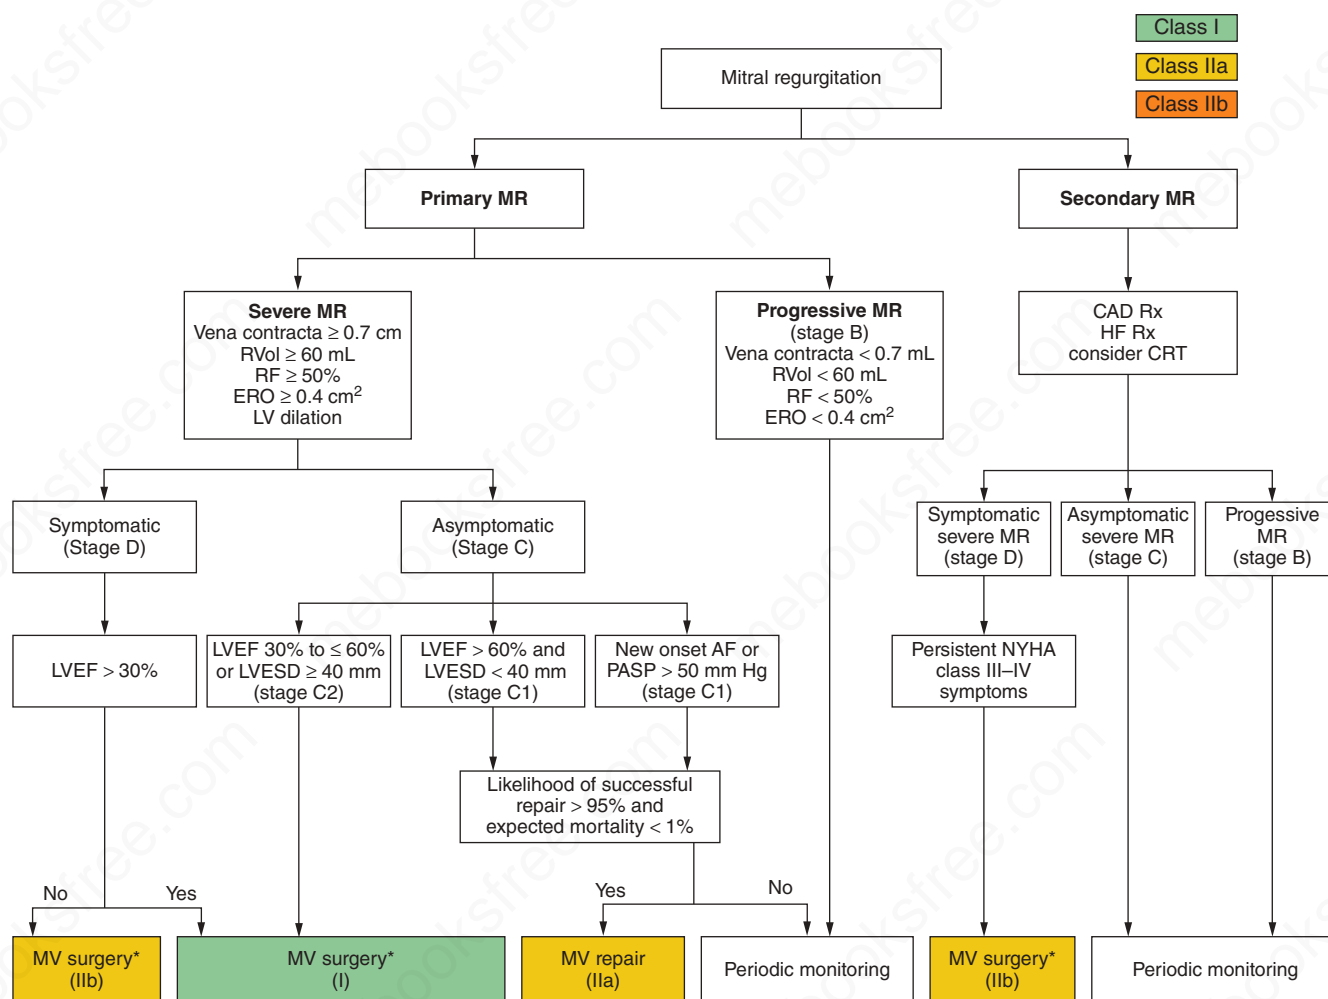 Class I
Class IIa
Class IIb
Mitral regurgitation
Primary MR
Secondary MR
Severe MR
Vena contracta ≥ 0.7 cm
RVol ≥ 60 mL
RF ≥ 50%
ERO ≥ 0.4 cm²
LV dilation
Progressive MR
(stage B)
Vena contracta < 0.7 mL
RVol < 60 mL
RF < 50%
ERO < 0.4 cm²
CAD Rx
HF Rx
consider CRT
Symptomatic
(Stage D)
Asymptomatic
(Stage C)
Symptomatic
severe MR
(stage D)
Asymptomatic
severe MR
(stage C)
Progessive
MR
(stage B)
LVEF > 30%
LVEF 30% to ≤ 60%
or LVESD ≥ 40 mm
(stage C2)
LVEF > 60% and
LVESD < 40 mm
(stage C1)
New onset AF or
PASP > 50 mm Hg
(stage C1)
Persistent NYHA
class III–IV
symptoms
Likelihood of successful
repair > 95% and
expected mortality < 1%
No
Yes
Yes
No
MV surgery*
(IIb)
MV surgery*
(I)
MV repair
(IIa)
Periodic monitoring
MV surgery*
(IIb)
Periodic monitoring
mebooksfree.com